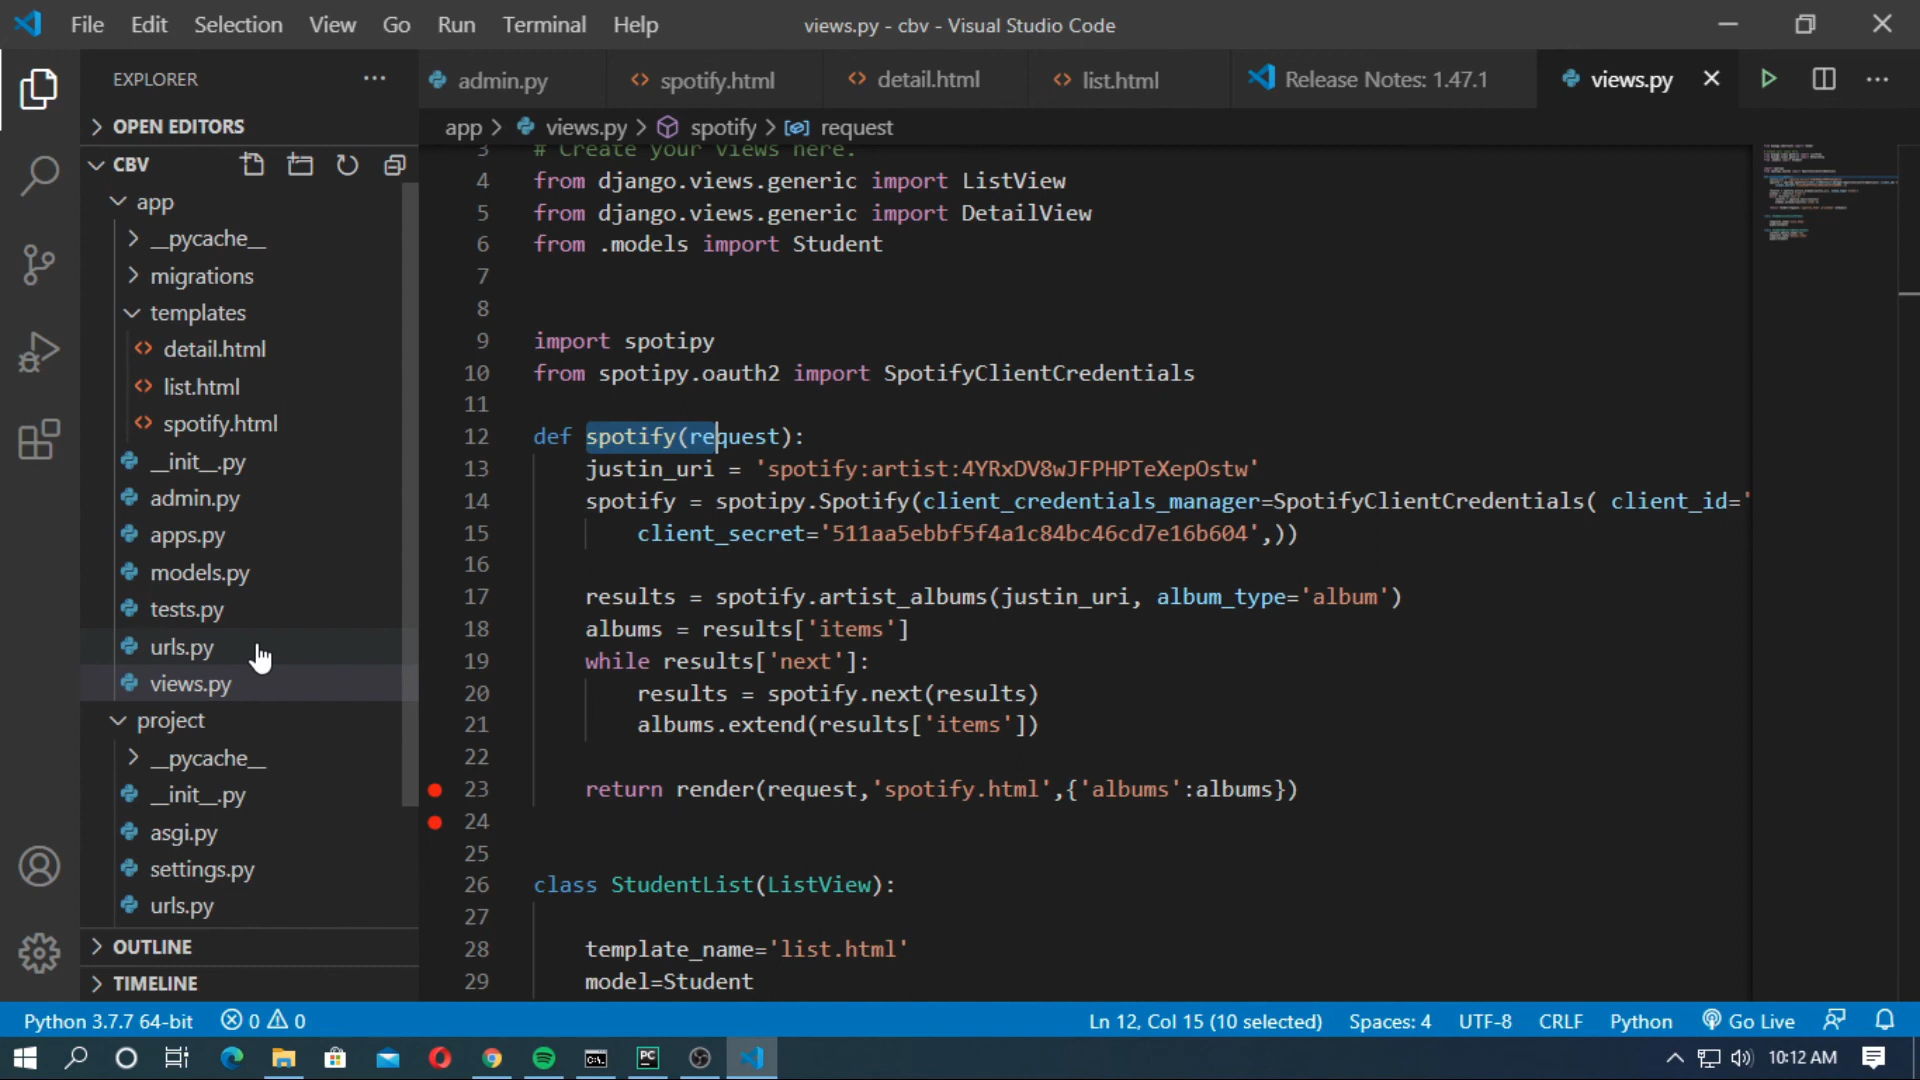 File Edit Selection View Go Run Terminal Help views.py - cbv - Visual Studio Code
EXPLORER
admin.py
spotify.html
detail.html
list.html
Release Notes: 1.47.1
views.py
OPEN EDITORS
CBV
app
__pycache__
migrations
templates
detail.html
list.html
spotify.html
__init__.py
admin.py
apps.py
models.py
tests.py
urls.py
views.py
project
__pycache__
__init__.py
asgi.py
settings.py
urls.py
OUTLINE
TIMELINE
app > views.py > spotify > request
3 # Create your views here.
4 from django.views.generic import ListView
5 from django.views.generic import DetailView
6 from .models import Student
7
8
9 import spotipy
10 from spotipy.oauth2 import SpotifyClientCredentials
11
12 def spotify(request):
13 justin_uri = 'spotify:artist:4YRxDV8wJFPHPTeXepOstw'
14 spotify = spotipy.Spotify(client_credentials_manager=SpotifyClientCredentials( client_id='
15 client_secret='511aa5ebbf5f4a1c84bc46cd7e16b604',))
16
17 results = spotify.artist_albums(justin_uri, album_type='album')
18 albums = results['items']
19 while results['next']:
20 results = spotify.next(results)
21 albums.extend(results['items'])
22
23 return render(request,'spotify.html',{'albums':albums})
24
25
26 class StudentList(ListView):
27
28 template_name='list.html'
29 model=Student
Python 3.7.7 64-bit 0 0 Ln 12, Col 15 (10 selected) Spaces: 4 UTF-8 CRLF Python Go Live
PC
10:12 AM